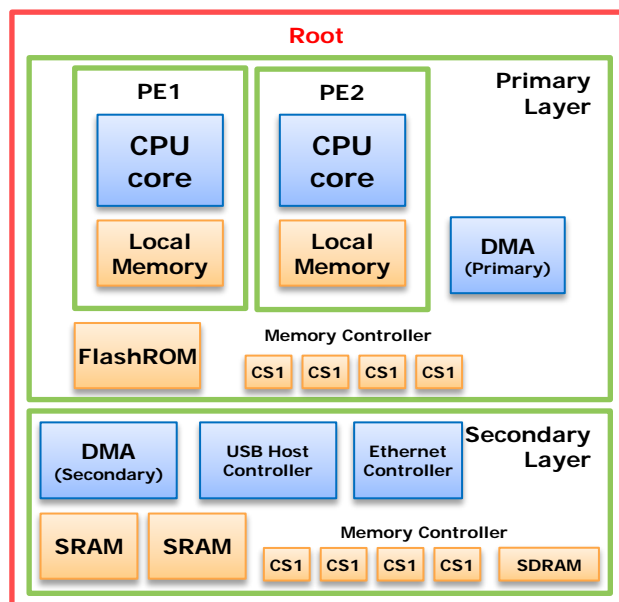 Root
Primary
Layer
PE1
PE2
CPU
core
CPU
core
Local
Memory
Local
Memory
DMA
(Primary)
FlashROM
Memory Controller
CS1
CS1
CS1
CS1
Secondary
Layer
DMA
(Secondary)
USB Host
Controller
Ethernet
Controller
SRAM
SRAM
Memory Controller
CS1
CS1
CS1
CS1
SDRAM